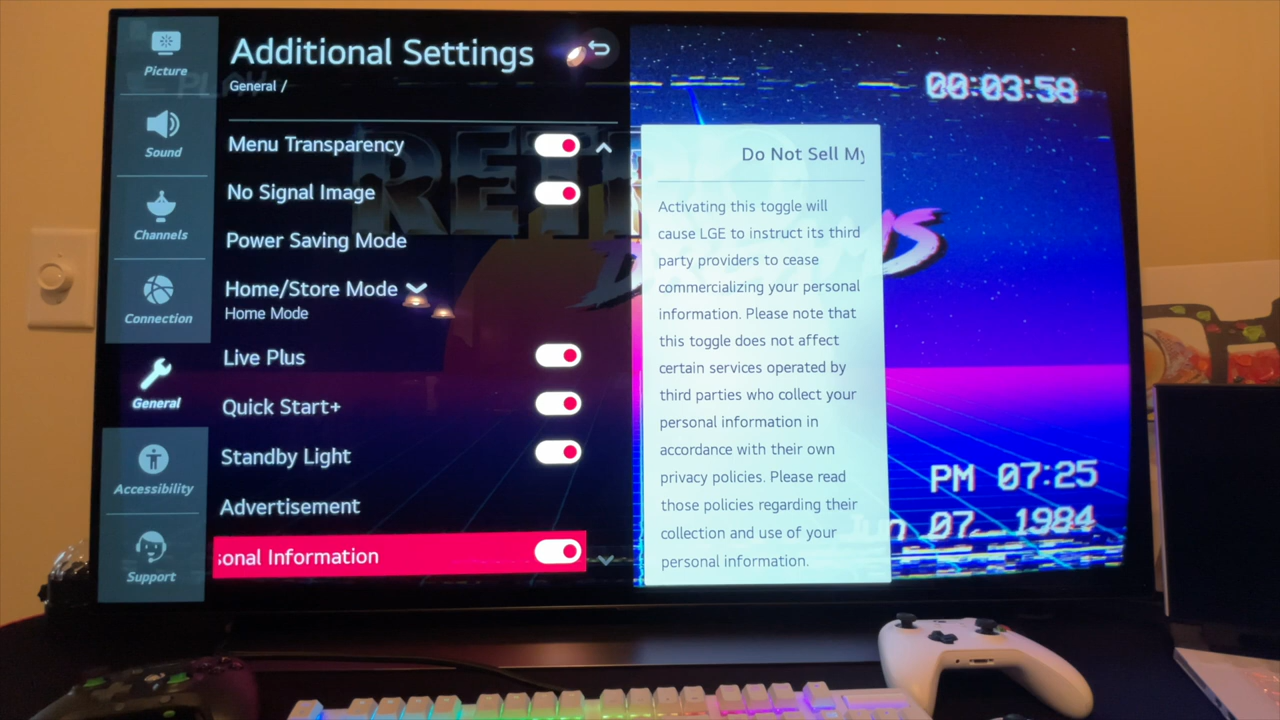 Picture
Sound
Channels
Connection
General
Accessibility
Support
Additional Settings
General /
Menu Transparency
No Signal Image
Power Saving Mode
Home/Store Mode
Home Mode
Live Plus
Quick Start+
Standby Light
Advertisement
sonal Information
Do Not Sell My
Activating this toggle will
cause LGE to instruct its third
party providers to cease
commercializing your personal
information. Please note that
this toggle does not affect
certain services operated by
third parties who collect your
personal information in
accordance with their own
privacy policies. Please read
those policies regarding their
collection and use of your
personal information.
PLAY
RETRO
00:03:58
PM 07:25
Jun 07 1984